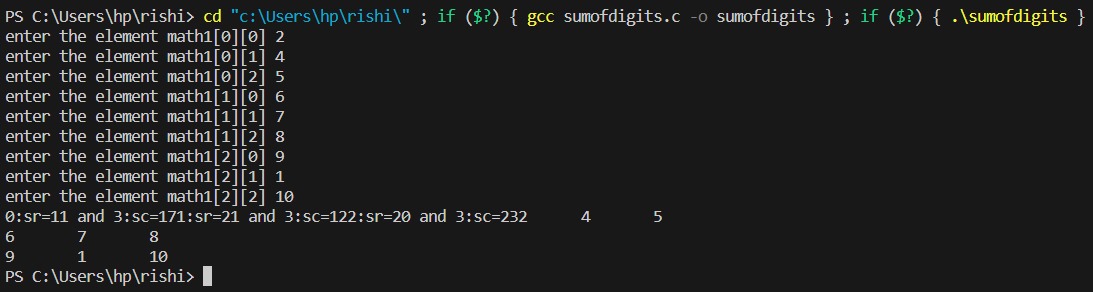 PS C:\Users\hp\rishi> cd "c:\Users\hp\rishi\" ; if ($?) { gcc sumofdigits.c -o sumofdigits } ; if ($?) { .\sumofdigits }
enter the element math1[0][0] 2
enter the element math1[0][1] 4
enter the element math1[0][2] 5
enter the element math1[1][0] 6
enter the element math1[1][1] 7
enter the element math1[1][2] 8
enter the element math1[2][0] 9
enter the element math1[2][1] 1
enter the element math1[2][2] 10
0:sr=11 and 3:sc=171:sr=21 and 3:sc=122:sr=20 and 3:sc=232 4 5
6 7 8
9 1 10
PS C:\Users\hp\rishi>